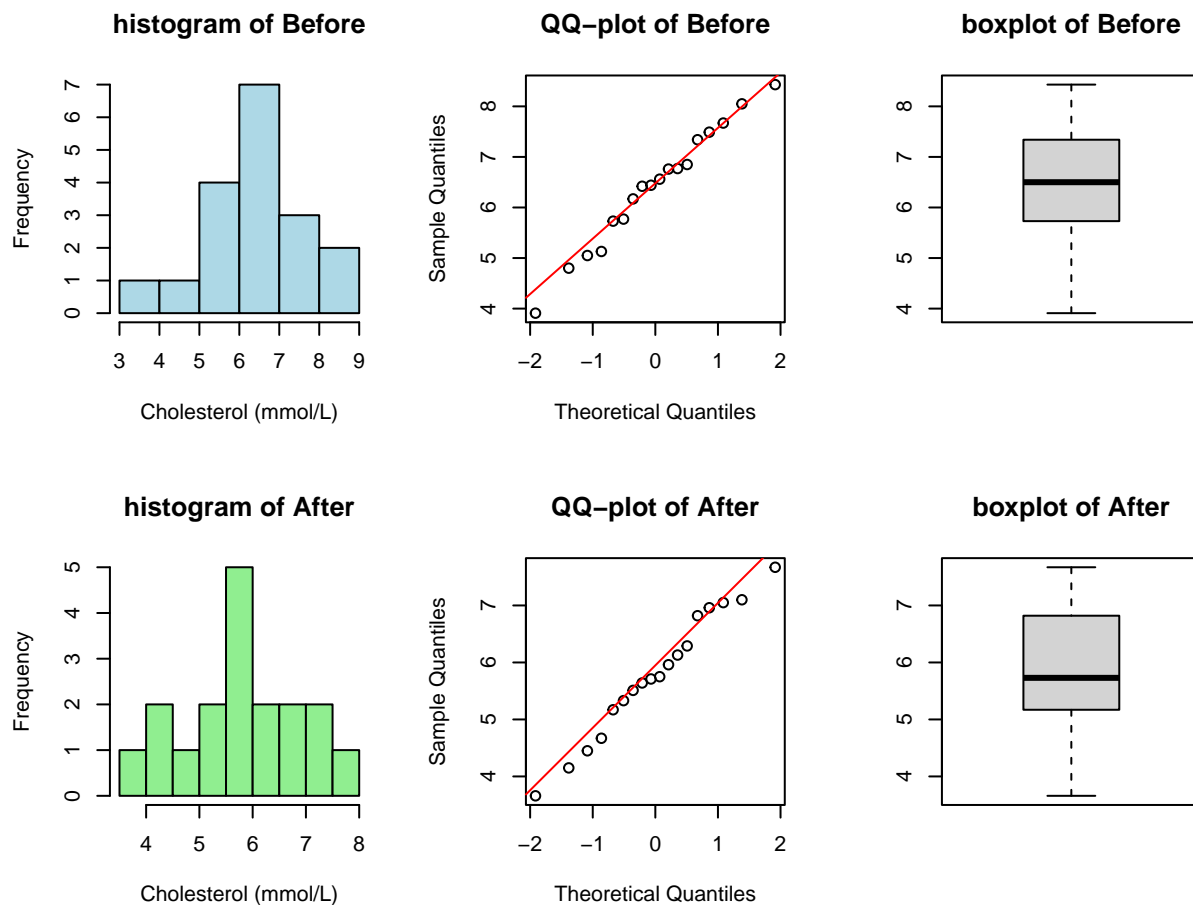 histogram of Before
Frequency
0 1 2 3 4 5 6 7
3 4 5 6 7 8 9
Cholesterol (mmol/L)
QQ−plot of Before
Sample Quantiles
4 5 6 7 8
−2 −1 0 1 2
Theoretical Quantiles
boxplot of Before
4 5 6 7 8
histogram of After
Frequency
0 1 2 3 4 5
4 5 6 7 8
Cholesterol (mmol/L)
QQ−plot of After
Sample Quantiles
4 5 6 7
−2 −1 0 1 2
Theoretical Quantiles
boxplot of After
4 5 6 7